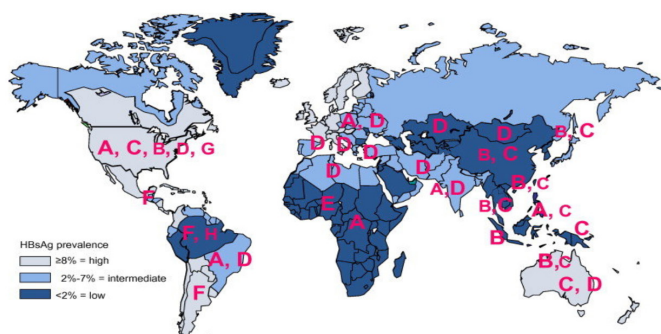 A, D
D
D
B, C
A, C, B, D, G
D
D
D
B, C
D
D
A, D
B, C
F
E
B, C
A, C
F, H
A
B
C
HBsAg prevalence
≥8% = high
A, D
B, C
2%-7% = intermediate
C, D
<2% = low
F